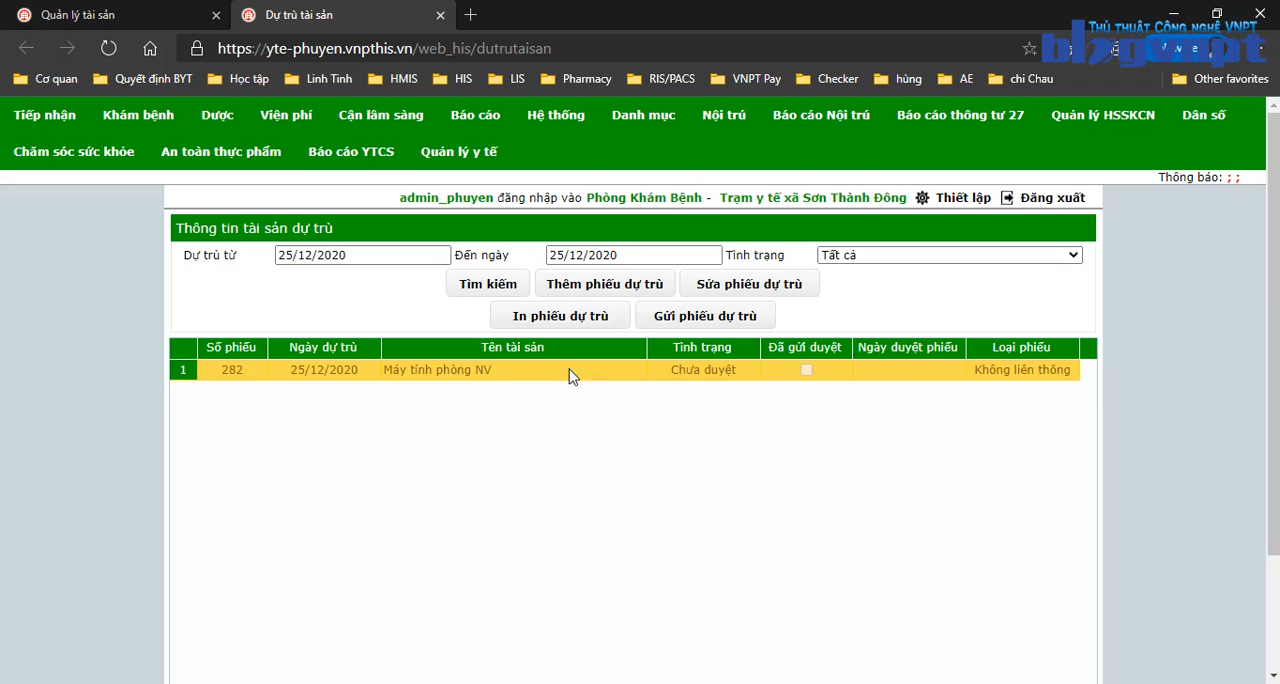 Quản lý tài sản
Dự trù tài sản
THỦ THUẬT CÔNG NGHỆ VNPT
blogvnpt
https://yte-phuyen.vnpthis.vn/web_his/dutrutaisan
Cơ quan Quyết định BYT Học tập Linh Tinh HMIS HIS LIS Pharmacy RIS/PACS VNPT Pay Checker hùng AE chi Chau Other favorites
Tiếp nhận Khám bệnh Dược Viện phí Cận lâm sàng Báo cáo Hệ thống Danh mục Nội trú Báo cáo Nội trú Báo cáo thông tư 27 Quản lý HSSKCN Dân số
Chăm sóc sức khỏe An toàn thực phẩm Báo cáo YTCS Quản lý y tế
Thông báo: ; ;
admin_phuyen đăng nhập vào Phòng Khám Bệnh - Trạm y tế xã Sơn Thành Đông Thiết lập Đăng xuất
Thông tin tài sản dự trù
Dự trù từ 25/12/2020 Đến ngày 25/12/2020 Tình trạng Tất cả
Tìm kiếm Thêm phiếu dự trù Sửa phiếu dự trù
In phiếu dự trù Gửi phiếu dự trù
Số phiếu Ngày dự trù Tên tài sản Tình trạng Đã gửi duyệt Ngày duyệt phiếu Loại phiếu
1 282 25/12/2020 Máy tính phòng NV Chưa duyệt Không liên thông